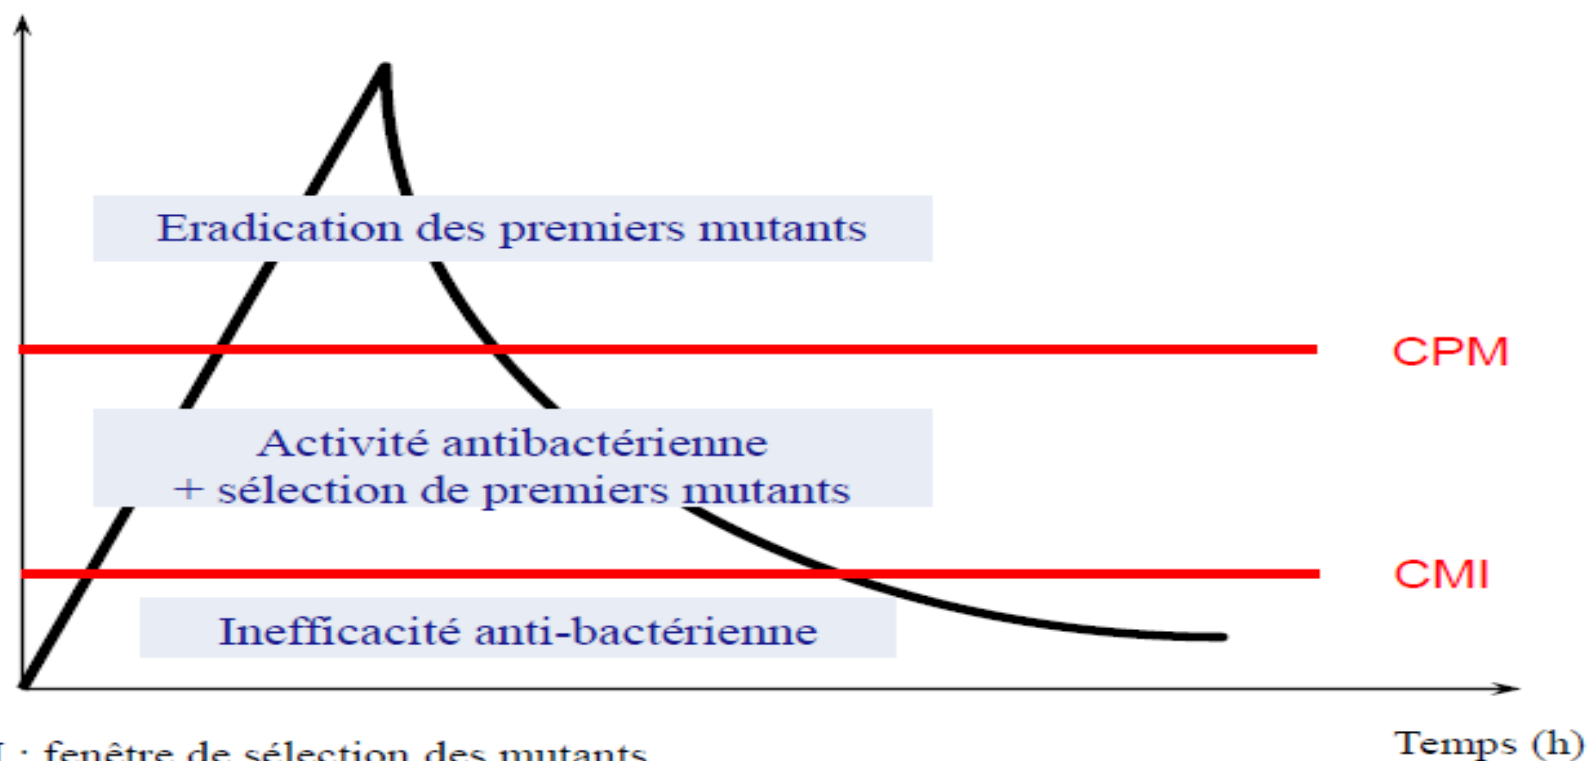 Eradication des premiers mutants
CPM
Activité antibactérienne
+ sélection de premiers mutants
CMI
Inefficacité anti-bactérienne
Temps (h)
: fenêtre de sélection des mutants